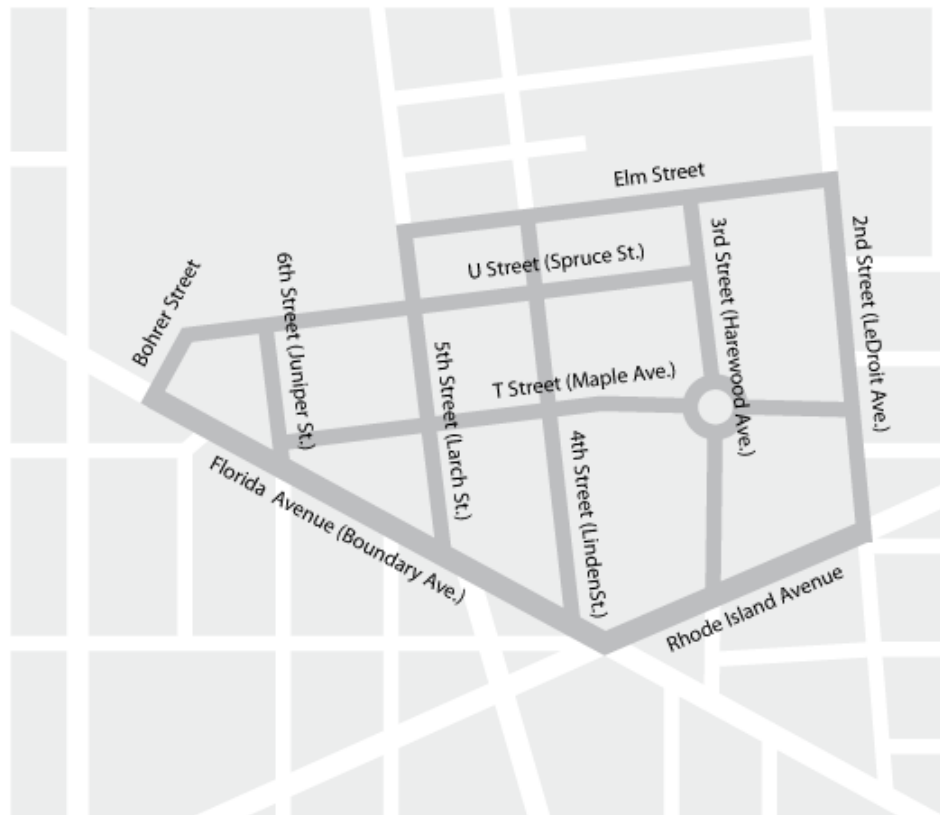 Elm Street
U Street (Spruce St.)
3rd Street (Harewood Ave.)
2nd Street (LeDroit Ave.)
Bohrer Street
6th Street (Juniper St.)
5th Street (Larch St.)
T Street (Maple Ave.)
4th Street (LindenSt.)
Florida Avenue (Boundary Ave.)
Rhode Island Avenue